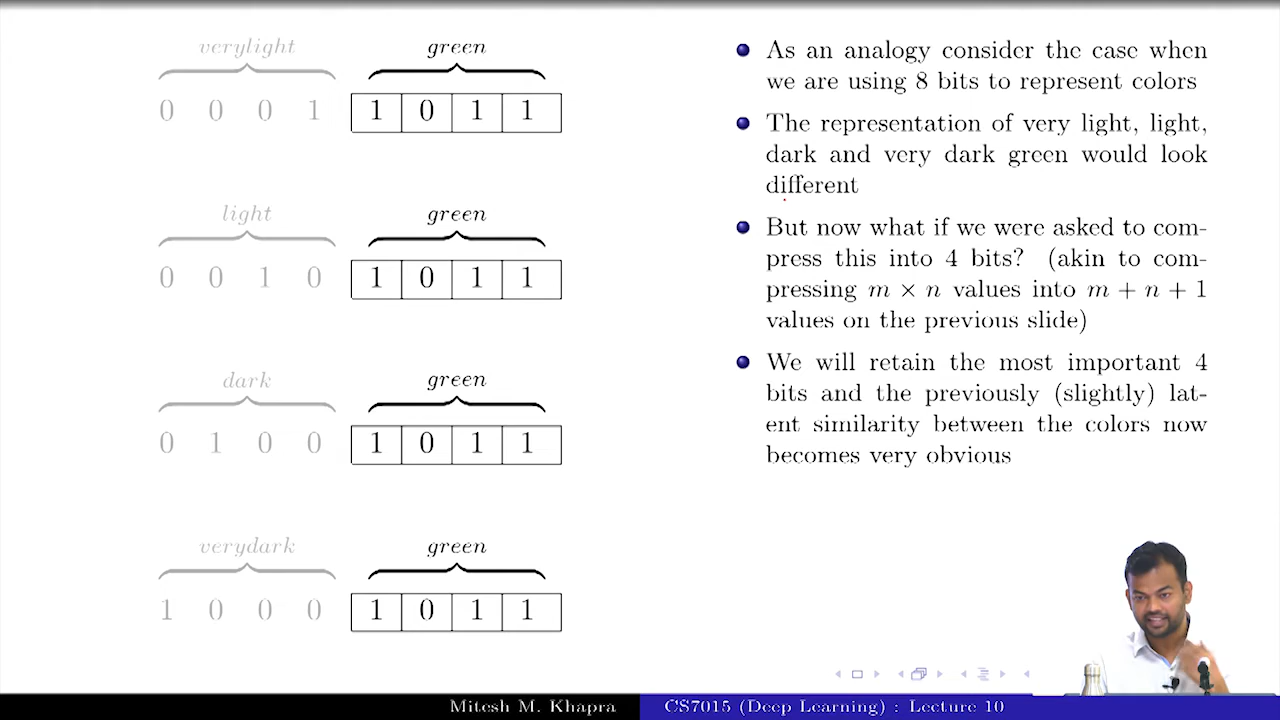 verylight green
0 0 0 1 1 0 1 1
light green
0 0 1 0 1 0 1 1
dark green
0 1 0 0 1 0 1 1
verydark green
1 0 0 0 1 0 1 1
As an analogy consider the case when
we are using 8 bits to represent colors
The representation of very light, light,
dark and very dark green would look
different
But now what if we were asked to com-
press this into 4 bits? (akin to com-
pressing m × n values into m + n + 1
values on the previous slide)
We will retain the most important 4
bits and the previously (slightly) lat-
ent similarity between the colors now
becomes very obvious
Mitesh M. Khapra CS7015 (Deep Learning) : Lecture 10